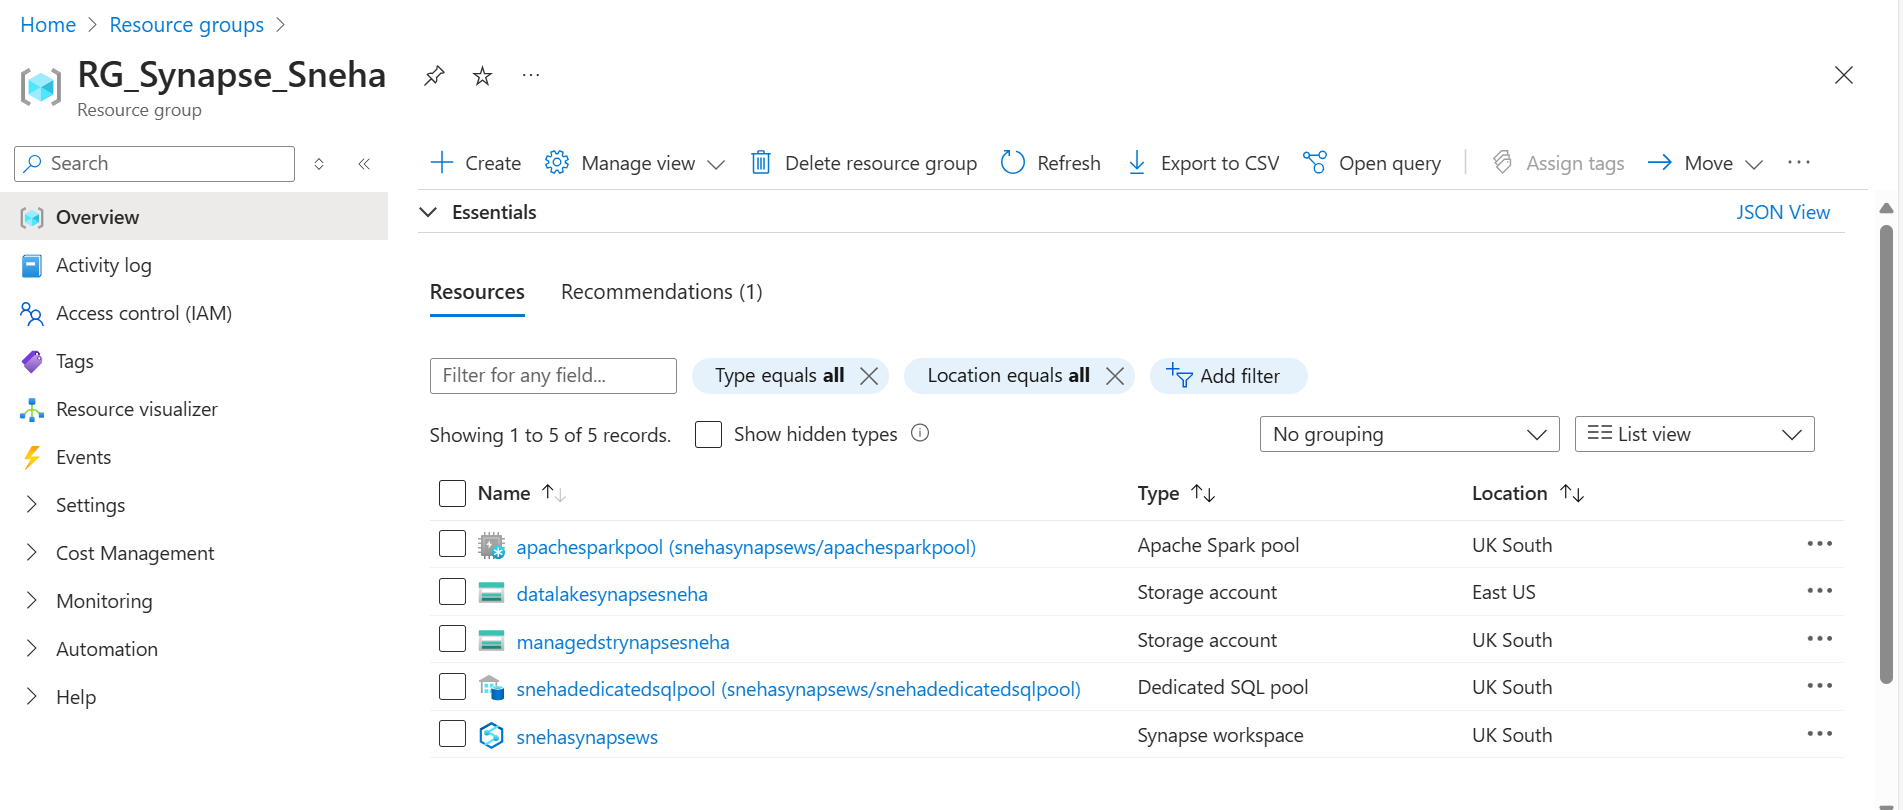 Home > Resource groups >
RG_Synapse_Sneha
Resource group
Search
Overview
Activity log
Access control (IAM)
Tags
Resource visualizer
Events
Settings
Cost Management
Monitoring
Automation
Help
Create Manage view Delete resource group Refresh Export to CSV Open query Assign tags Move
Essentials JSON View
Resources Recommendations (1)
Filter for any field... Type equals all Location equals all Add filter
Showing 1 to 5 of 5 records. Show hidden types No grouping List view
Name Type Location
apachesparkpool (snehasynapsews/apachesparkpool) Apache Spark pool UK South
datalakesynapsesneha Storage account East US
managedstrynapsesneha Storage account UK South
snehadedicatedsqlpool (snehasynapsews/snehadedicatedsqlpool) Dedicated SQL pool UK South
snehasynapsews Synapse workspace UK South